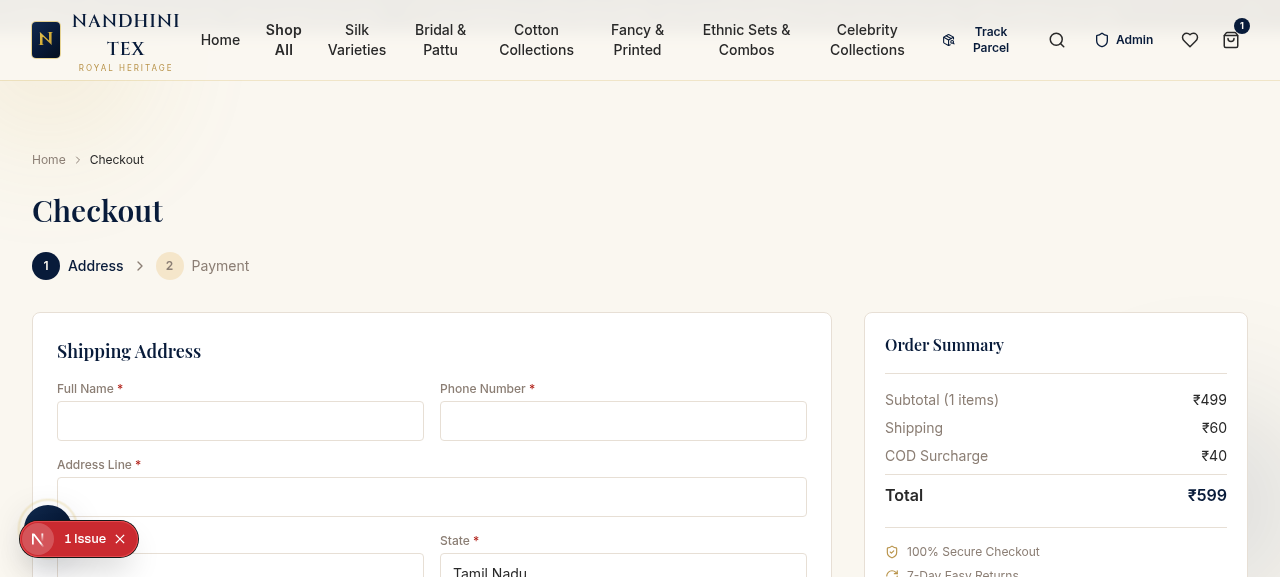 N
NANDHINI
TEX
ROYAL HERITAGE
Home
Shop
All
Silk
Varieties
Bridal &
Pattu
Cotton
Collections
Fancy &
Printed
Ethnic Sets &
Combos
Celebrity
Collections
Track
Parcel
Admin
1
Home > Checkout
Checkout
1 Address > 2 Payment
Shipping Address
Full Name *
Phone Number *
Address Line *
State *
Tamil Nadu
N 1 Issue
Order Summary
Subtotal (1 items) ₹499
Shipping ₹60
COD Surcharge ₹40
Total ₹599
100% Secure Checkout
7-Day Easy Returns